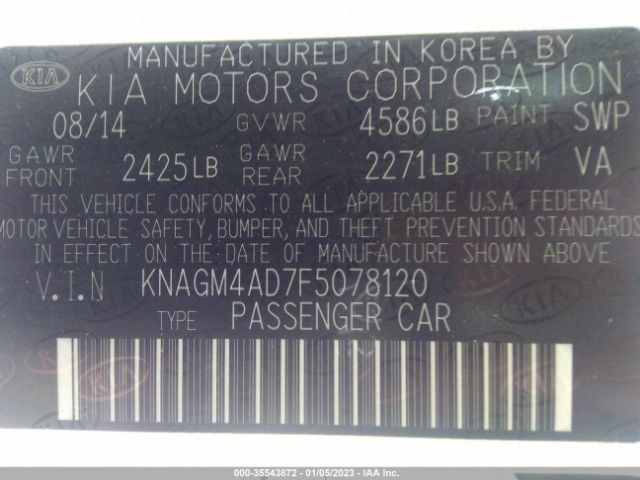 MANUFACTURED IN KOREA BY
KIA KIA MOTORS CORPORATION
08/14 GVWR 4586LB PAINT SWP
GAWR FRONT 2425LB GAWR REAR 2271LB TRIM VA
THIS VEHICLE CONFORMS TO ALL APPLICABLE U.S.A. FEDERAL
MOTOR VEHICLE SAFETY, BUMPER, AND THEFT PREVENTION STANDARDS
IN EFFECT ON THE DATE OF MANUFACTURE SHOWN ABOVE
V.I.N KNAGM4AD7F5078120
TYPE PASSENGER CAR
000-35543872 — 01/05/2023 — IAA Inc.